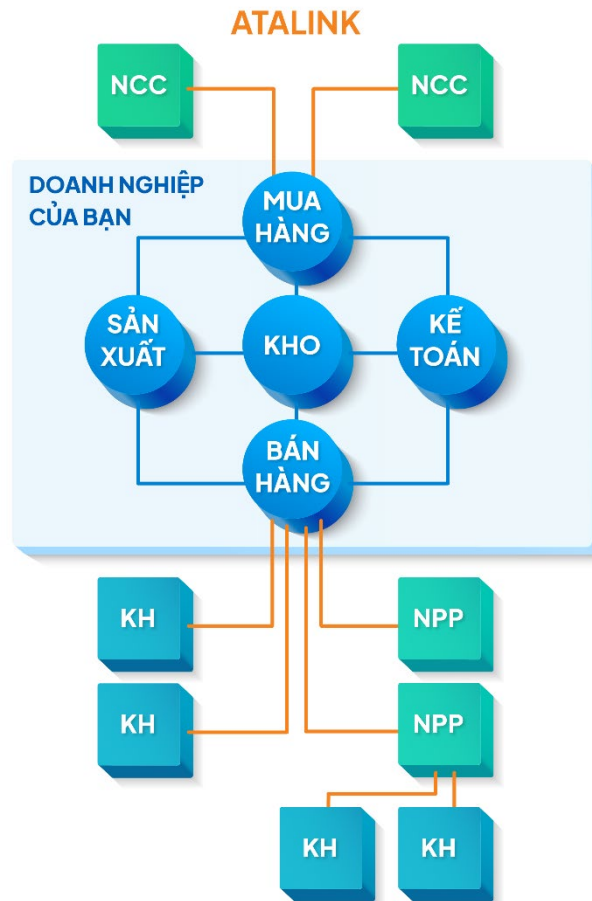 ATALINK
NCC
NCC
DOANH NGHIỆP
CỦA BẠN
MUA
HÀNG
SẢN
XUẤT
KHO
KẾ
TOÁN
BÁN
HÀNG
KH
NPP
KH
NPP
KH
KH